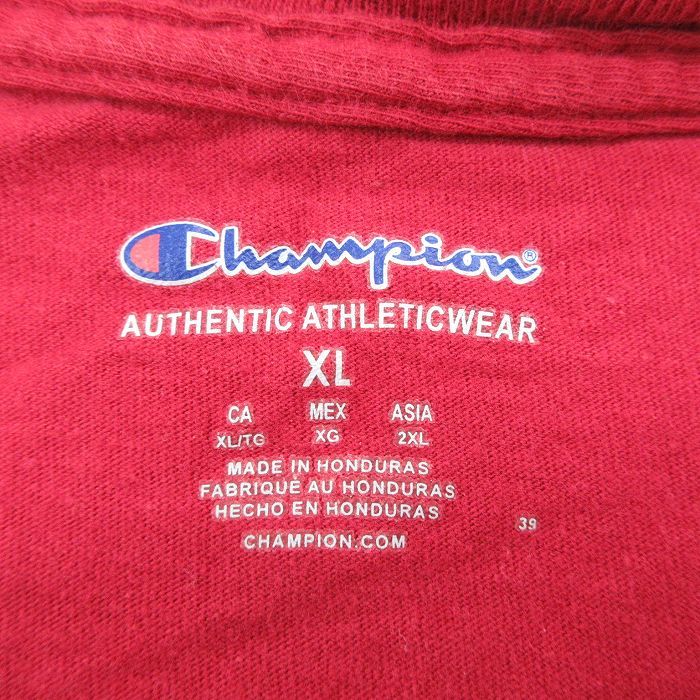 Champion®
AUTHENTIC ATHLETICWEAR
XL
CA MEX ASIA
XL/TG XG 2XL
MADE IN HONDURAS
FABRIQUÉ AU HONDURAS
HECHO EN HONDURAS
39
CHAMPION.COM